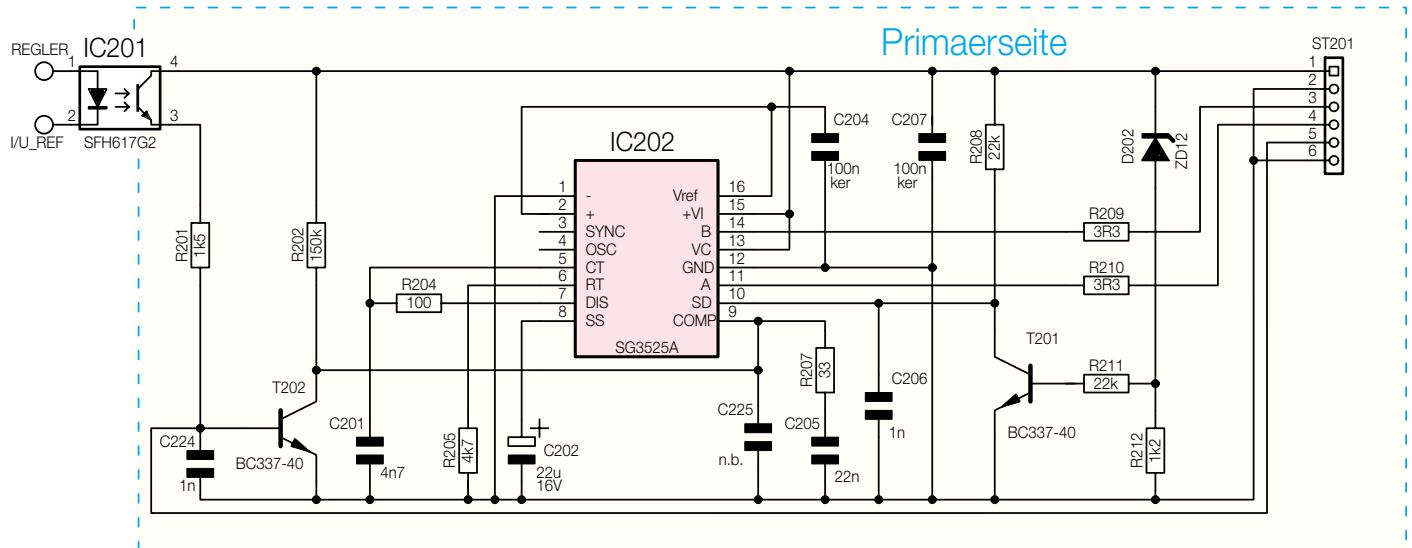 Primaerseite
ST201
REGLER
IC201
1
4
2
3
I/U_REF
SFH617G2
1
2
3
4
5
6
C204
100n
ker
C207
100n
ker
R208
22k
D202
ZD12
IC202
1
2
3
4
5
6
7
8
-
+
SYNC
OSC
CT
RT
DIS
SS
Vref
+VI
B
VC
GND
A
SD
COMP
16
15
14
13
12
11
10
9
SG3525A
R201
1k5
R202
150k
R204
100
R209
3R3
R210
3R3
T201
BC337-40
R211
22k
R207
33
C206
1n
T202
BC337-40
C224
1n
C201
4n7
R205
4k7
+
C202
22u
16V
C225
n.b.
C205
22n
R212
1k2